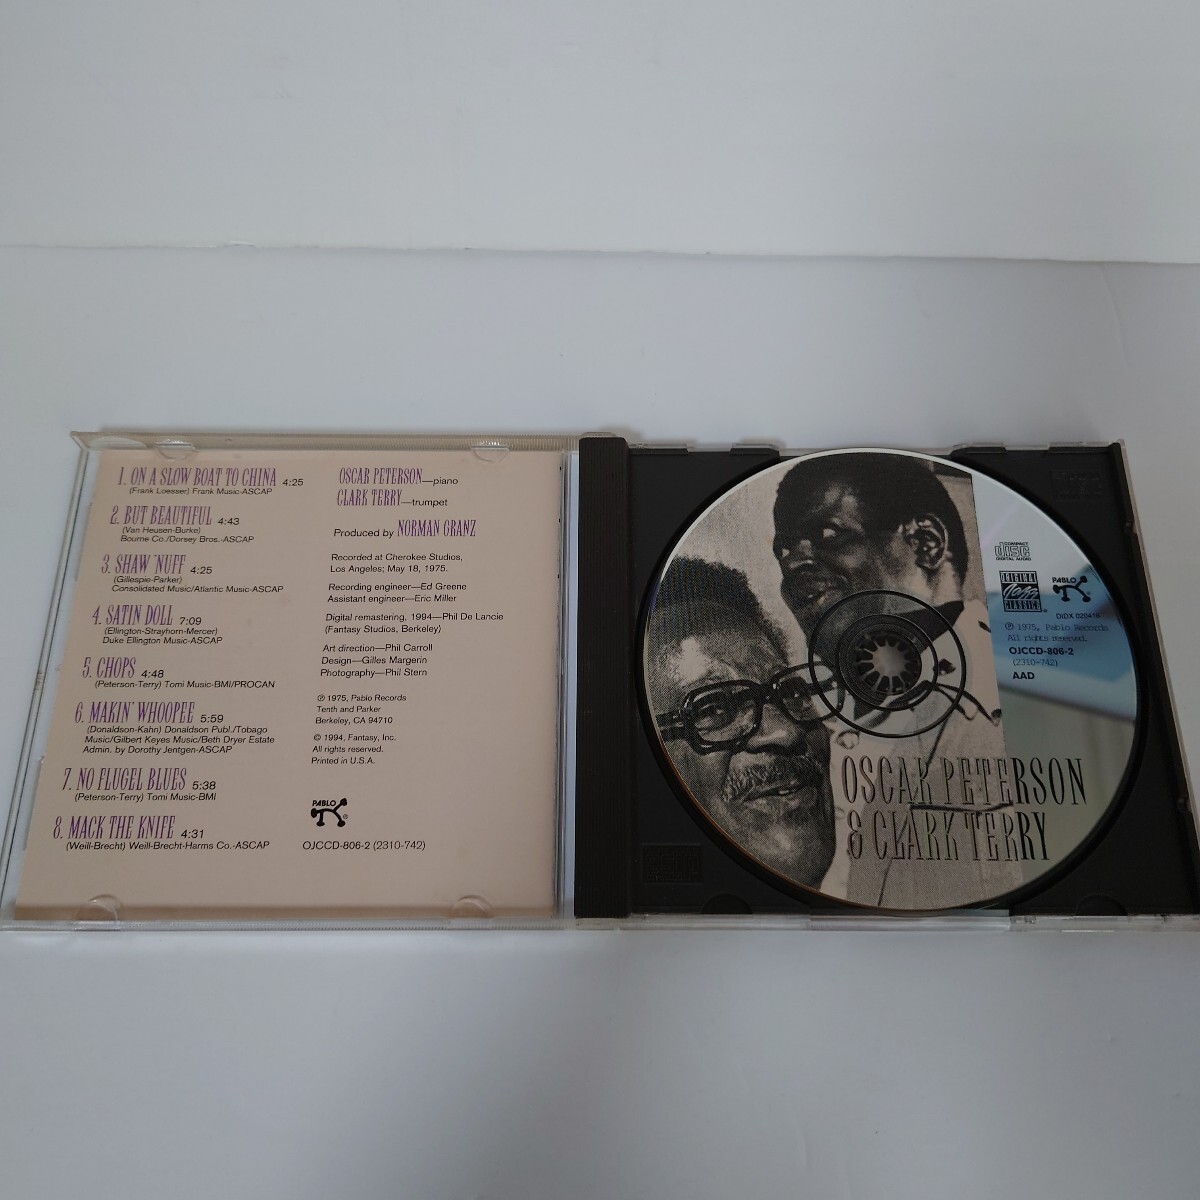 1. ON A SLOW BOAT TO CHINA 4:25
(Frank Loesser) Frank Music-ASCAP
2. BUT BEAUTIFUL 4:43
(Van Heusen-Burke)
Bourne Co./Dorsey Bros.-ASCAP
3. SHAW 'NUFF 4:25
(Gillespie-Parker)
Consolidated Music/Atlantic Music-ASCAP
4. SATIN DOLL 7:09
(Ellington-Strayhorn-Mercer)
Duke Ellington Music-ASCAP
5. CHOPS 4:48
(Peterson-Terry) Tomi Music-BMI/PROCAN
6. MAKIN' WHOOPEE 5:59
(Donaldson-Kahn) Donaldson Publ./Tobago
Music/Gilbert Keyes Music/Beth Dryer Estate
Admin. by Dorothy Jentgen-ASCAP
7. NO FLUGEL BLUES 5:38
(Peterson-Terry) Tomi Music-BMI
8. MACK THE KNIFE 4:31
(Weill-Brecht) Weill-Brecht-Harms Co.-ASCAP
OSCAR PETERSON—piano
CLARK TERRY—trumpet
Produced by NORMAN GRANZ
Recorded at Cherokee Studios,
Los Angeles; May 18, 1975.
Recording engineer—Ed Greene
Assistant engineer—Eric Miller
Digital remastering, 1994—Phil De Lancie
(Fantasy Studios, Berkeley)
Art direction—Phil Carroll
Design—Gilles Margerin
Photography—Phil Stern
℗ 1975, Pablo Records
Tenth and Parker
Berkeley, CA 94710
© 1994, Fantasy, Inc.
All rights reserved.
Printed in U.S.A.
PABLO ®
OJCCD-806-2 (2310-742)
COMPACT
DISC
DIGITAL AUDIO
ORIGINAL
Jazz
CLASSICS
PABLO
DIDX 020476
℗ 1975, Pablo Records
All rights reserved.
OJCCD-806-2
(2310-742)
AAD
OSCAR PETERSON
& CLARK TERRY